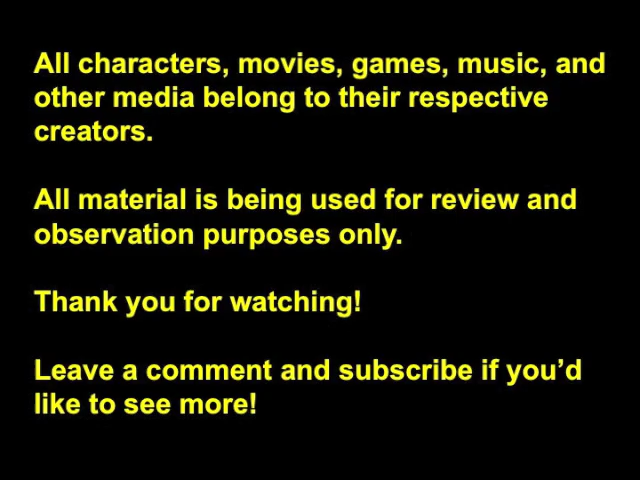 All characters, movies, games, music, and
other media belong to their respective
creators.
All material is being used for review and
observation purposes only.
Thank you for watching!
Leave a comment and subscribe if you’d
like to see more!